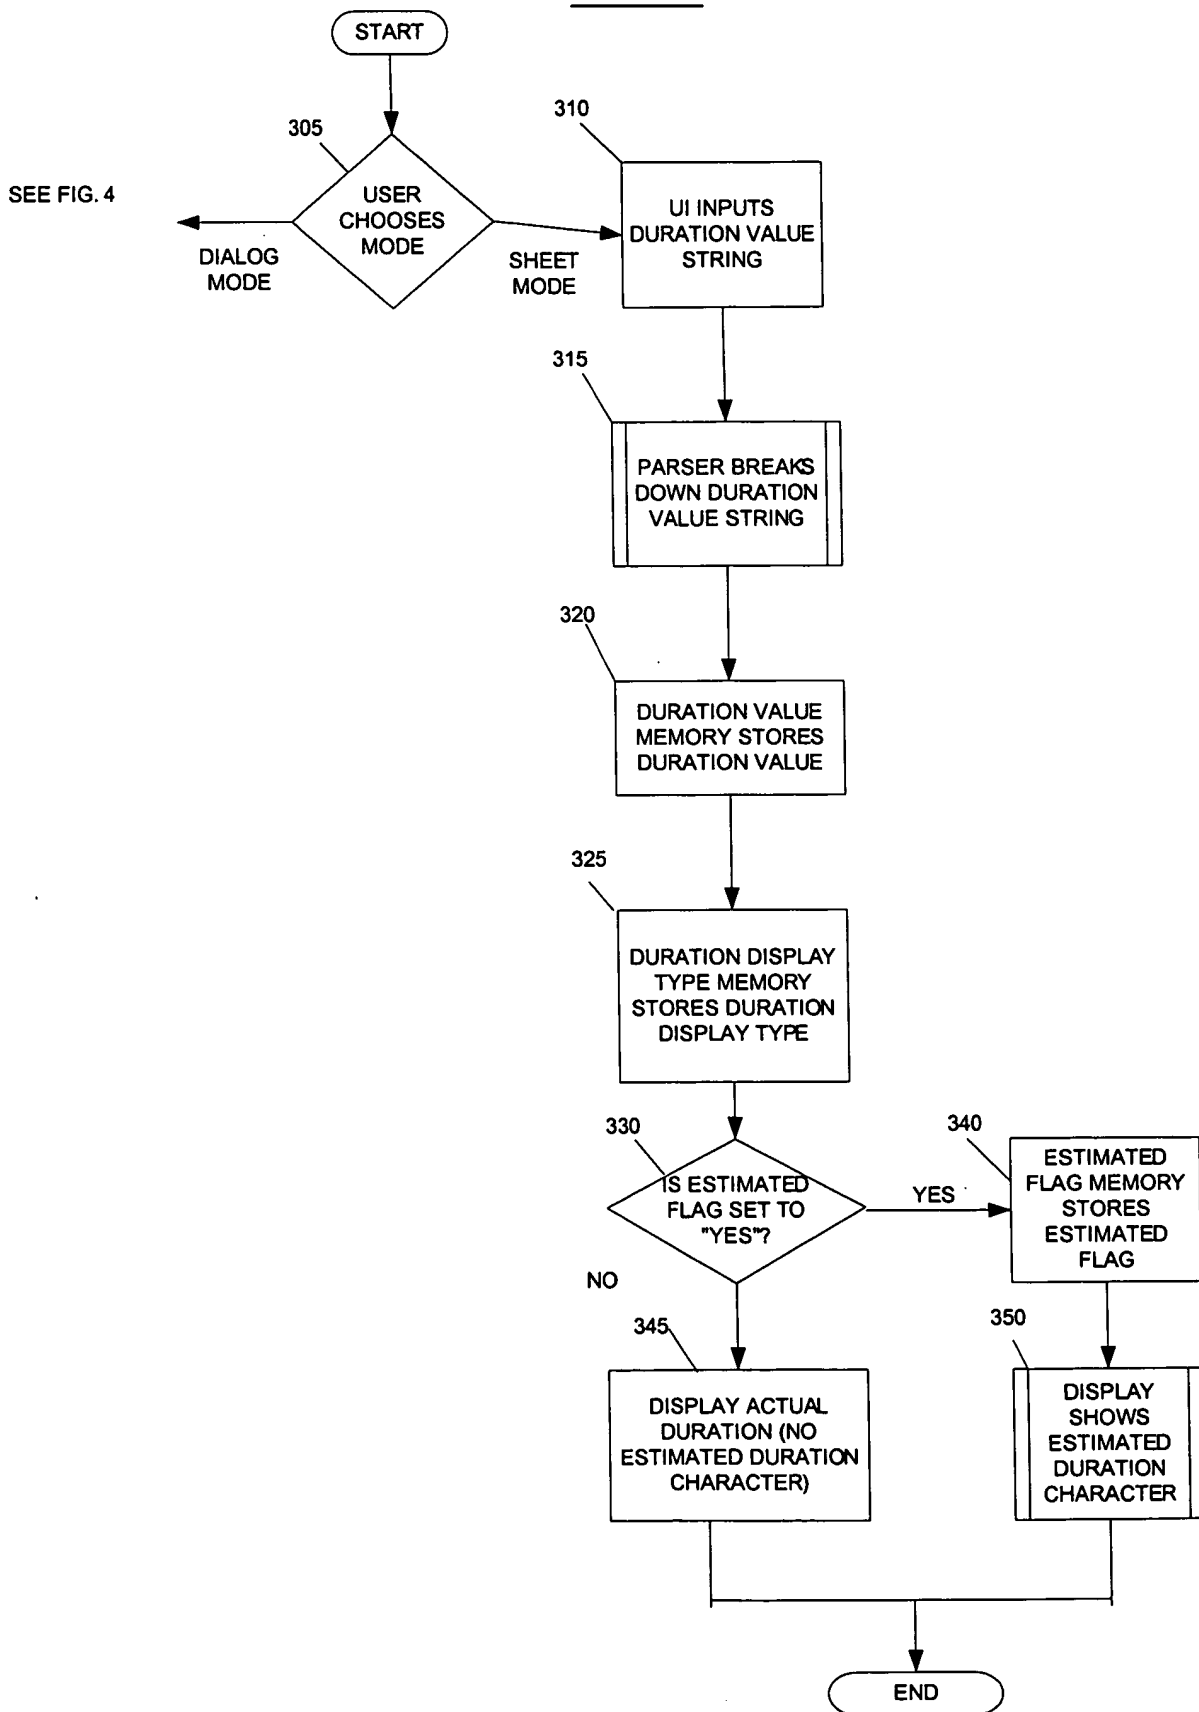 START
305
310
SEE FIG. 4
USER
CHOOSES
MODE
DIALOG
MODE
SHEET
MODE
UI INPUTS
DURATION VALUE
STRING
315
PARSER BREAKS
DOWN DURATION
VALUE STRING
320
DURATION VALUE
MEMORY STORES
DURATION VALUE
325
DURATION DISPLAY
TYPE MEMORY
STORES DURATION
DISPLAY TYPE
330
IS ESTIMATED
FLAG SET TO
"YES"?
YES
NO
340
ESTIMATED
FLAG MEMORY
STORES
ESTIMATED
FLAG
345
DISPLAY ACTUAL
DURATION (NO
ESTIMATED DURATION
CHARACTER)
350
DISPLAY
SHOWS
ESTIMATED
DURATION
CHARACTER
END